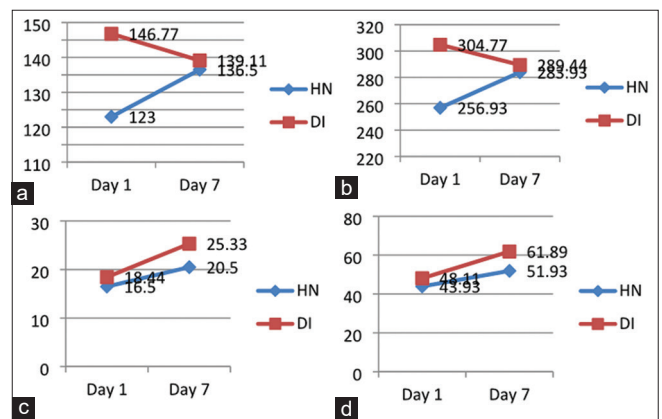 150
140
130
120
110
146.77
139.11
136.5
123
HN
DI
Day 1 Day 7
a
320
300
280
260
240
220
304.77
289.44
283.93
256.93
HN
DI
Day 1 Day 7
b
30
20
10
0
25.33
20.5
18.44
16.5
HN
DI
Day 1 Day 7
c
80
60
40
20
0
61.89
51.93
48.11
43.93
HN
DI
Day 1 Day 7
d